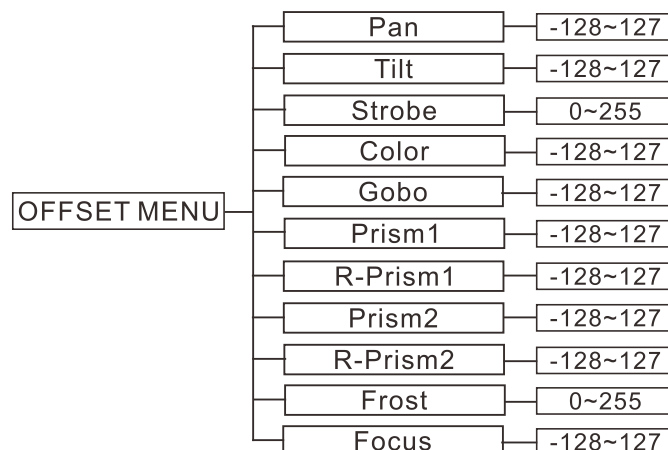 Pan -128~127
Tilt -128~127
Strobe 0~255
Color -128~127
Gobo -128~127
OFFSET MENU
Prism1 -128~127
R-Prism1 -128~127
Prism2 -128~127
R-Prism2 -128~127
Frost 0~255
Focus -128~127